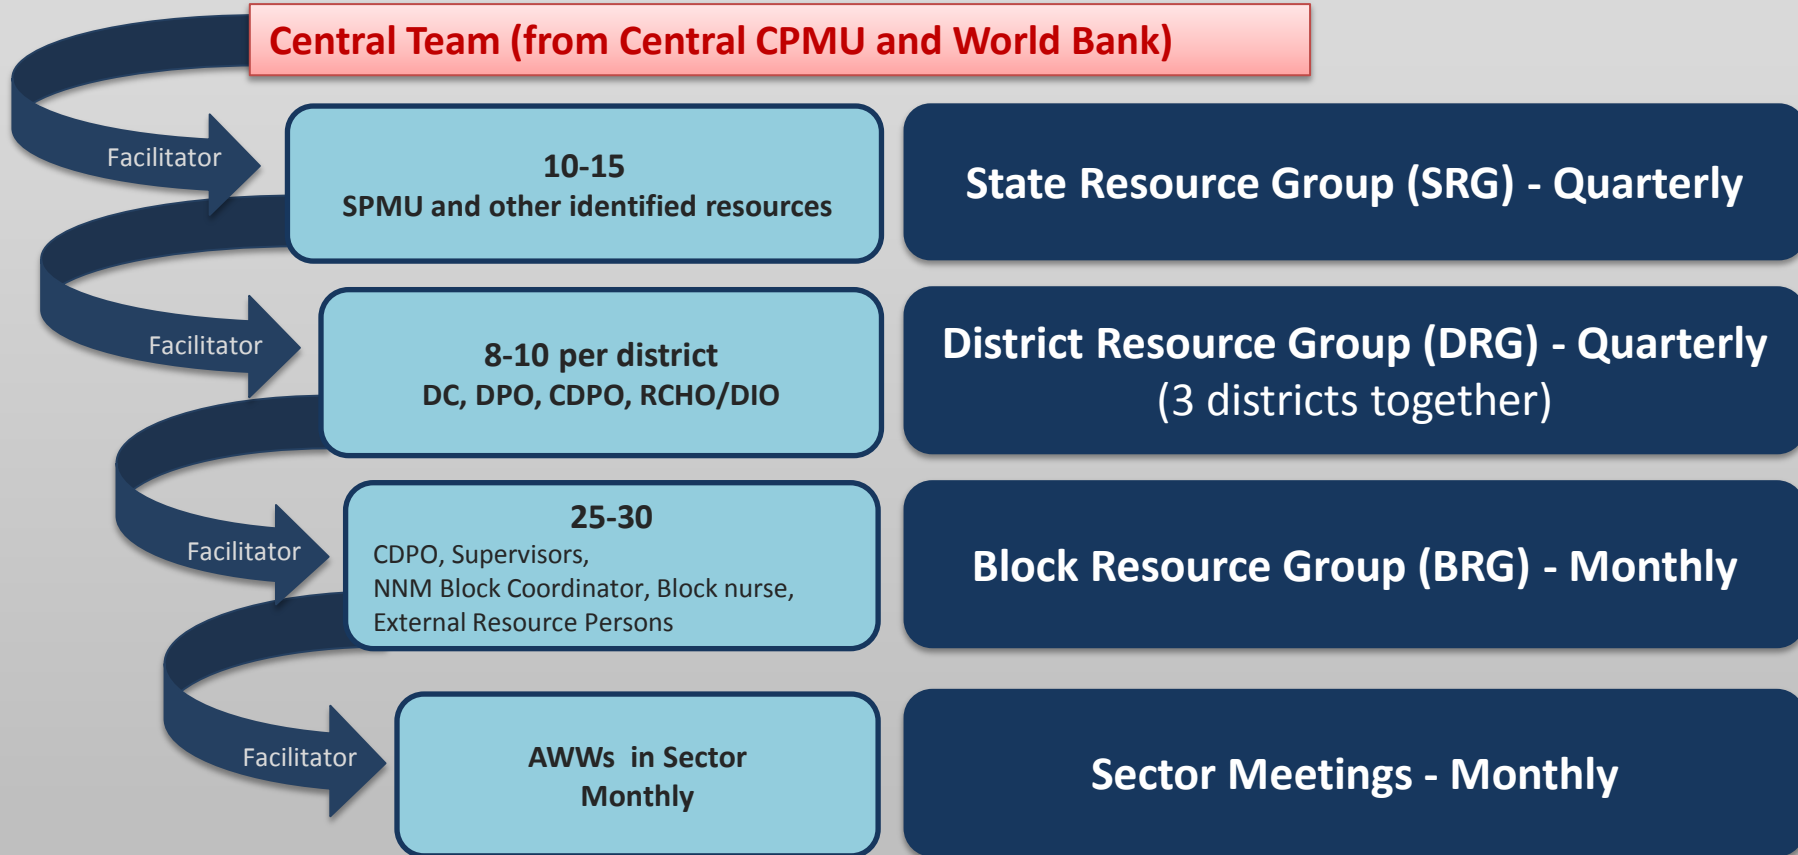 Central Team (from Central CPMU and World Bank)
Facilitator
10-15
SPMU and other identified resources
State Resource Group (SRG) - Quarterly
Facilitator
8-10 per district
DC, DPO, CDPO, RCHO/DIO
District Resource Group (DRG) - Quarterly
(3 districts together)
Facilitator
25-30
CDPO, Supervisors,
NNM Block Coordinator, Block nurse,
External Resource Persons
Block Resource Group (BRG) - Monthly
Facilitator
AWWs in Sector
Monthly
Sector Meetings - Monthly